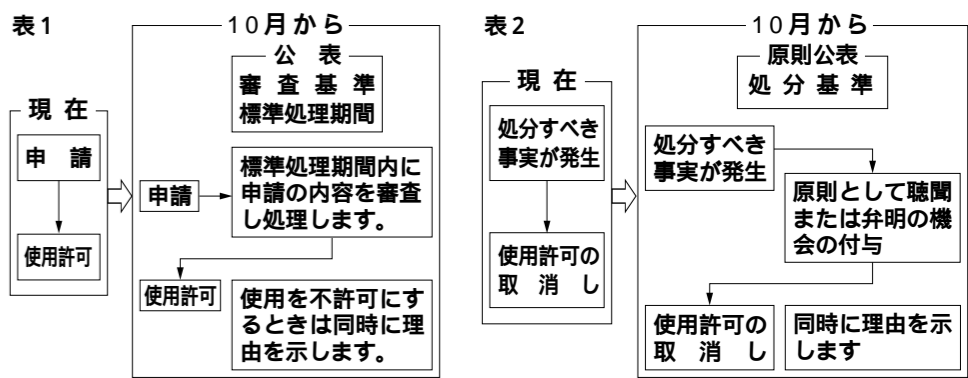 表1
現在
申請
使用許可
10月から
公表
審査基準
標準処理期間
申請
標準処理期間内に
申請の内容を審査
し処理します。
使用許可
使用を不許可にす
るときは同時に理
由を示します。
表2
現在
処分すべき
事実が発生
使用許可の
取消し
10月から
原則公表
処分基準
処分すべき
事実が発生
原則として聴聞
または弁明の機
会の付与
使用許可の
取消し
同時に理由を示
します